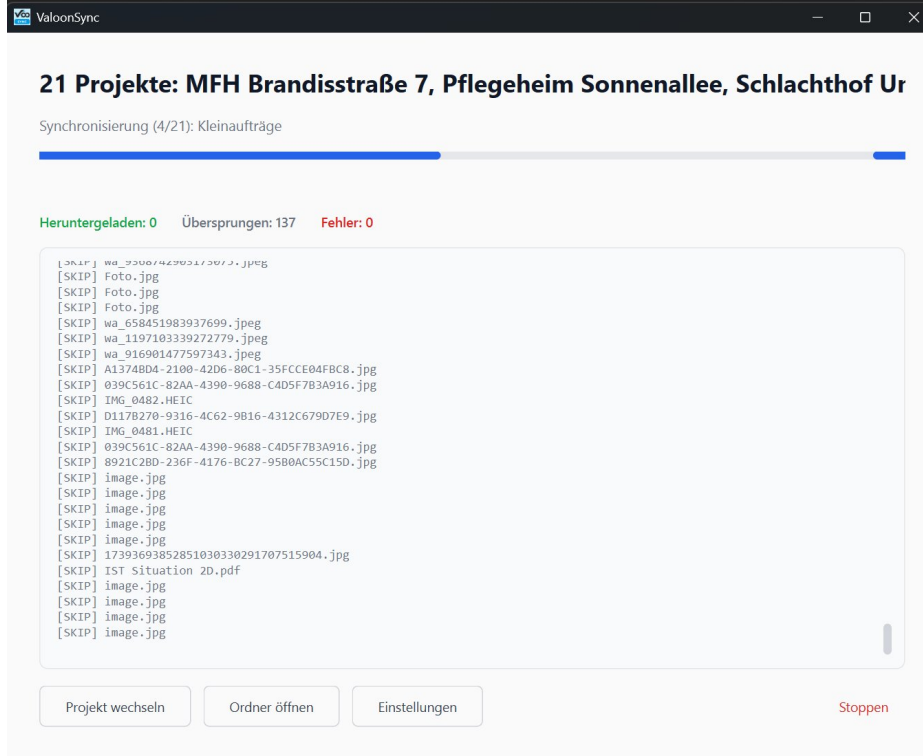 ValoonSync
21 Projekte: MFH Brandisstraße 7, Pflegeheim Sonnenallee, Schlachthof
Synchronisierung (4/21): Kleinaufträge
Heruntergeladen: 0 Übersprungen: 137 Fehler: 0
[SKIP] wa_9368742903173075.jpeg
[SKIP] Foto.jpg
[SKIP] Foto.jpg
[SKIP] Foto.jpg
[SKIP] wa_658451983937699.jpeg
[SKIP] wa_1197103339272779.jpeg
[SKIP] wa_916901477597343.jpeg
[SKIP] A1374BD4-2100-42D6-80C1-35FCCE04FBC8.jpg
[SKIP] 039C561C-82AA-4390-9688-C4D5F7B3A916.jpg
[SKIP] IMG_0482.HEIC
[SKIP] D117B270-9316-4C62-9B16-4312C679D7E9.jpg
[SKIP] IMG_0481.HEIC
[SKIP] 039C561C-82AA-4390-9688-C4D5F7B3A916.jpg
[SKIP] 8921C2BD-236F-4176-BC27-95B0AC55C15D.jpg
[SKIP] image.jpg
[SKIP] image.jpg
[SKIP] image.jpg
[SKIP] image.jpg
[SKIP] image.jpg
[SKIP] 17393693852851030330291707515904.jpg
[SKIP] IST Situation 2D.pdf
[SKIP] image.jpg
[SKIP] image.jpg
[SKIP] image.jpg
[SKIP] image.jpg
Projekt wechseln Ordner öffnen Einstellungen Stoppen